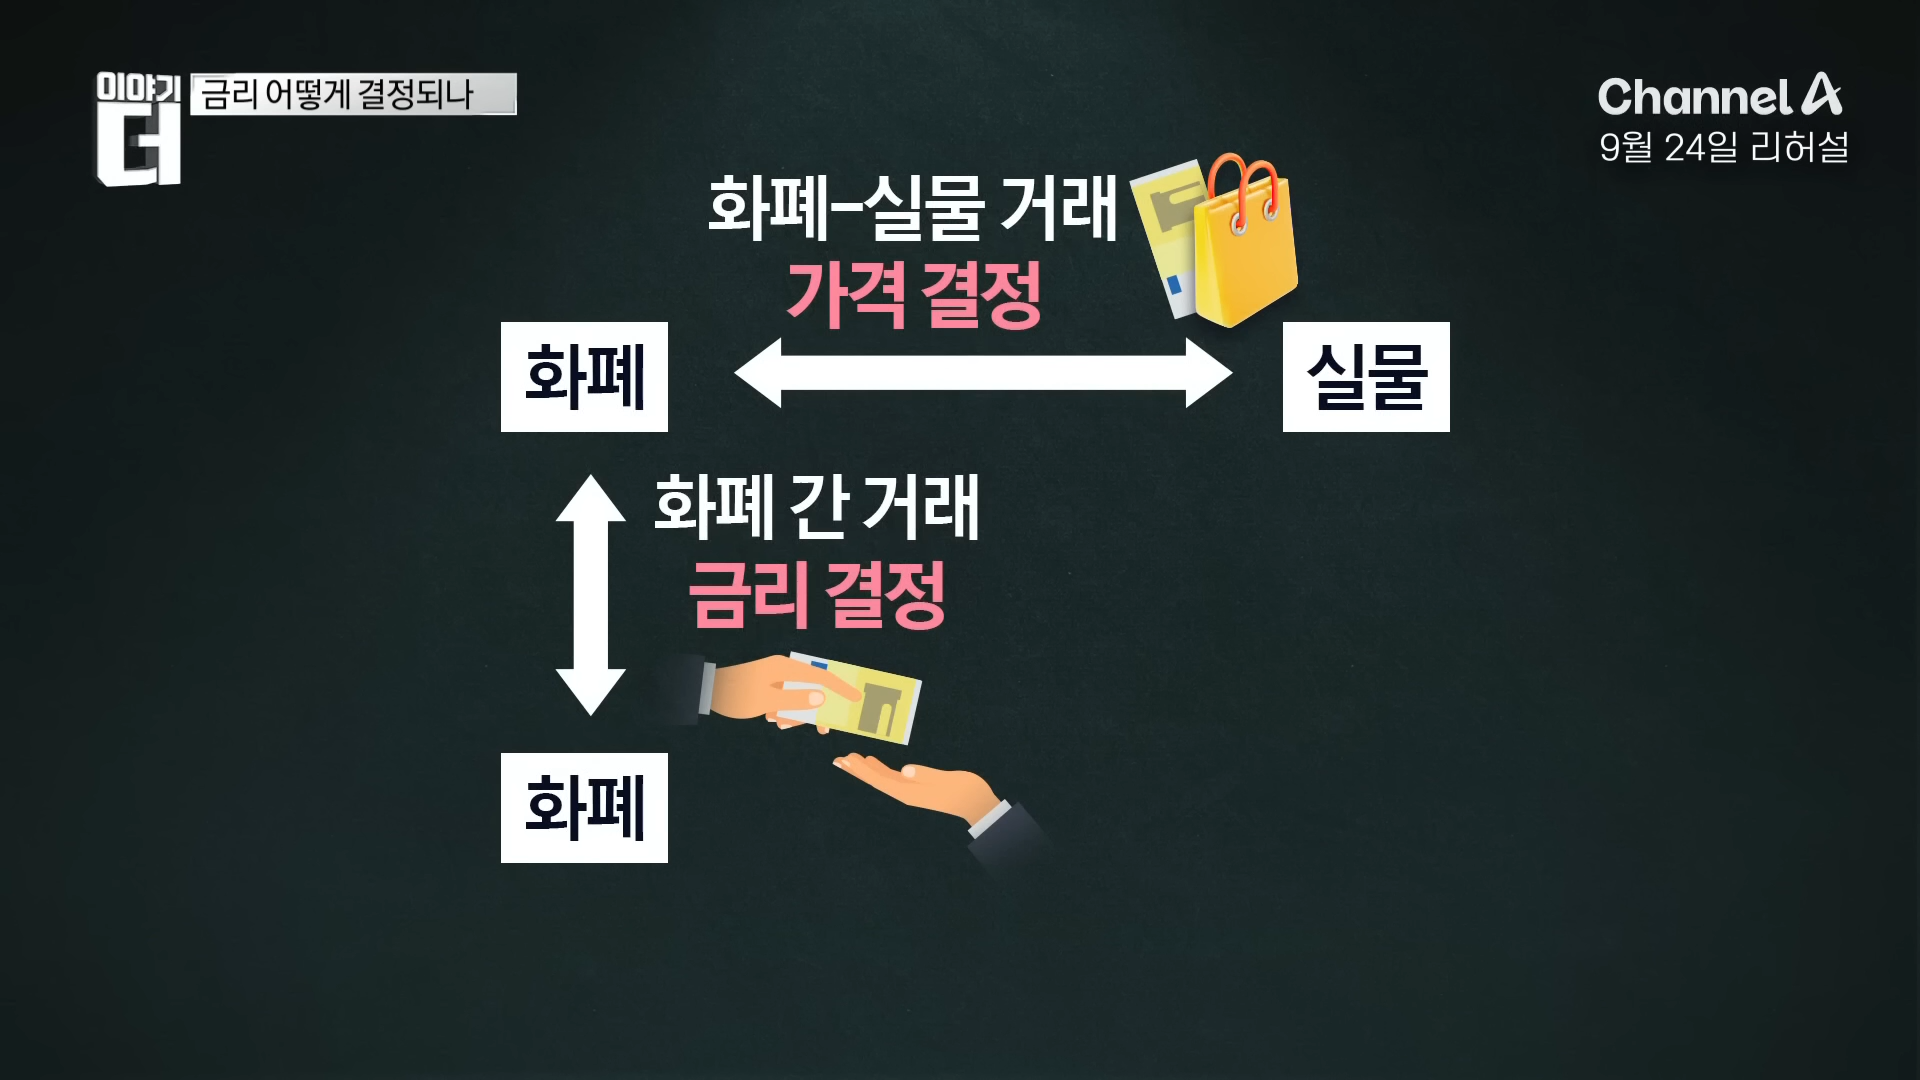 이야기
더
금리 어떻게 결정되나
Channel A
9월 24일 리허설
화폐-실물 거래
가격 결정
화폐
실물
화폐 간 거래
금리 결정
화폐